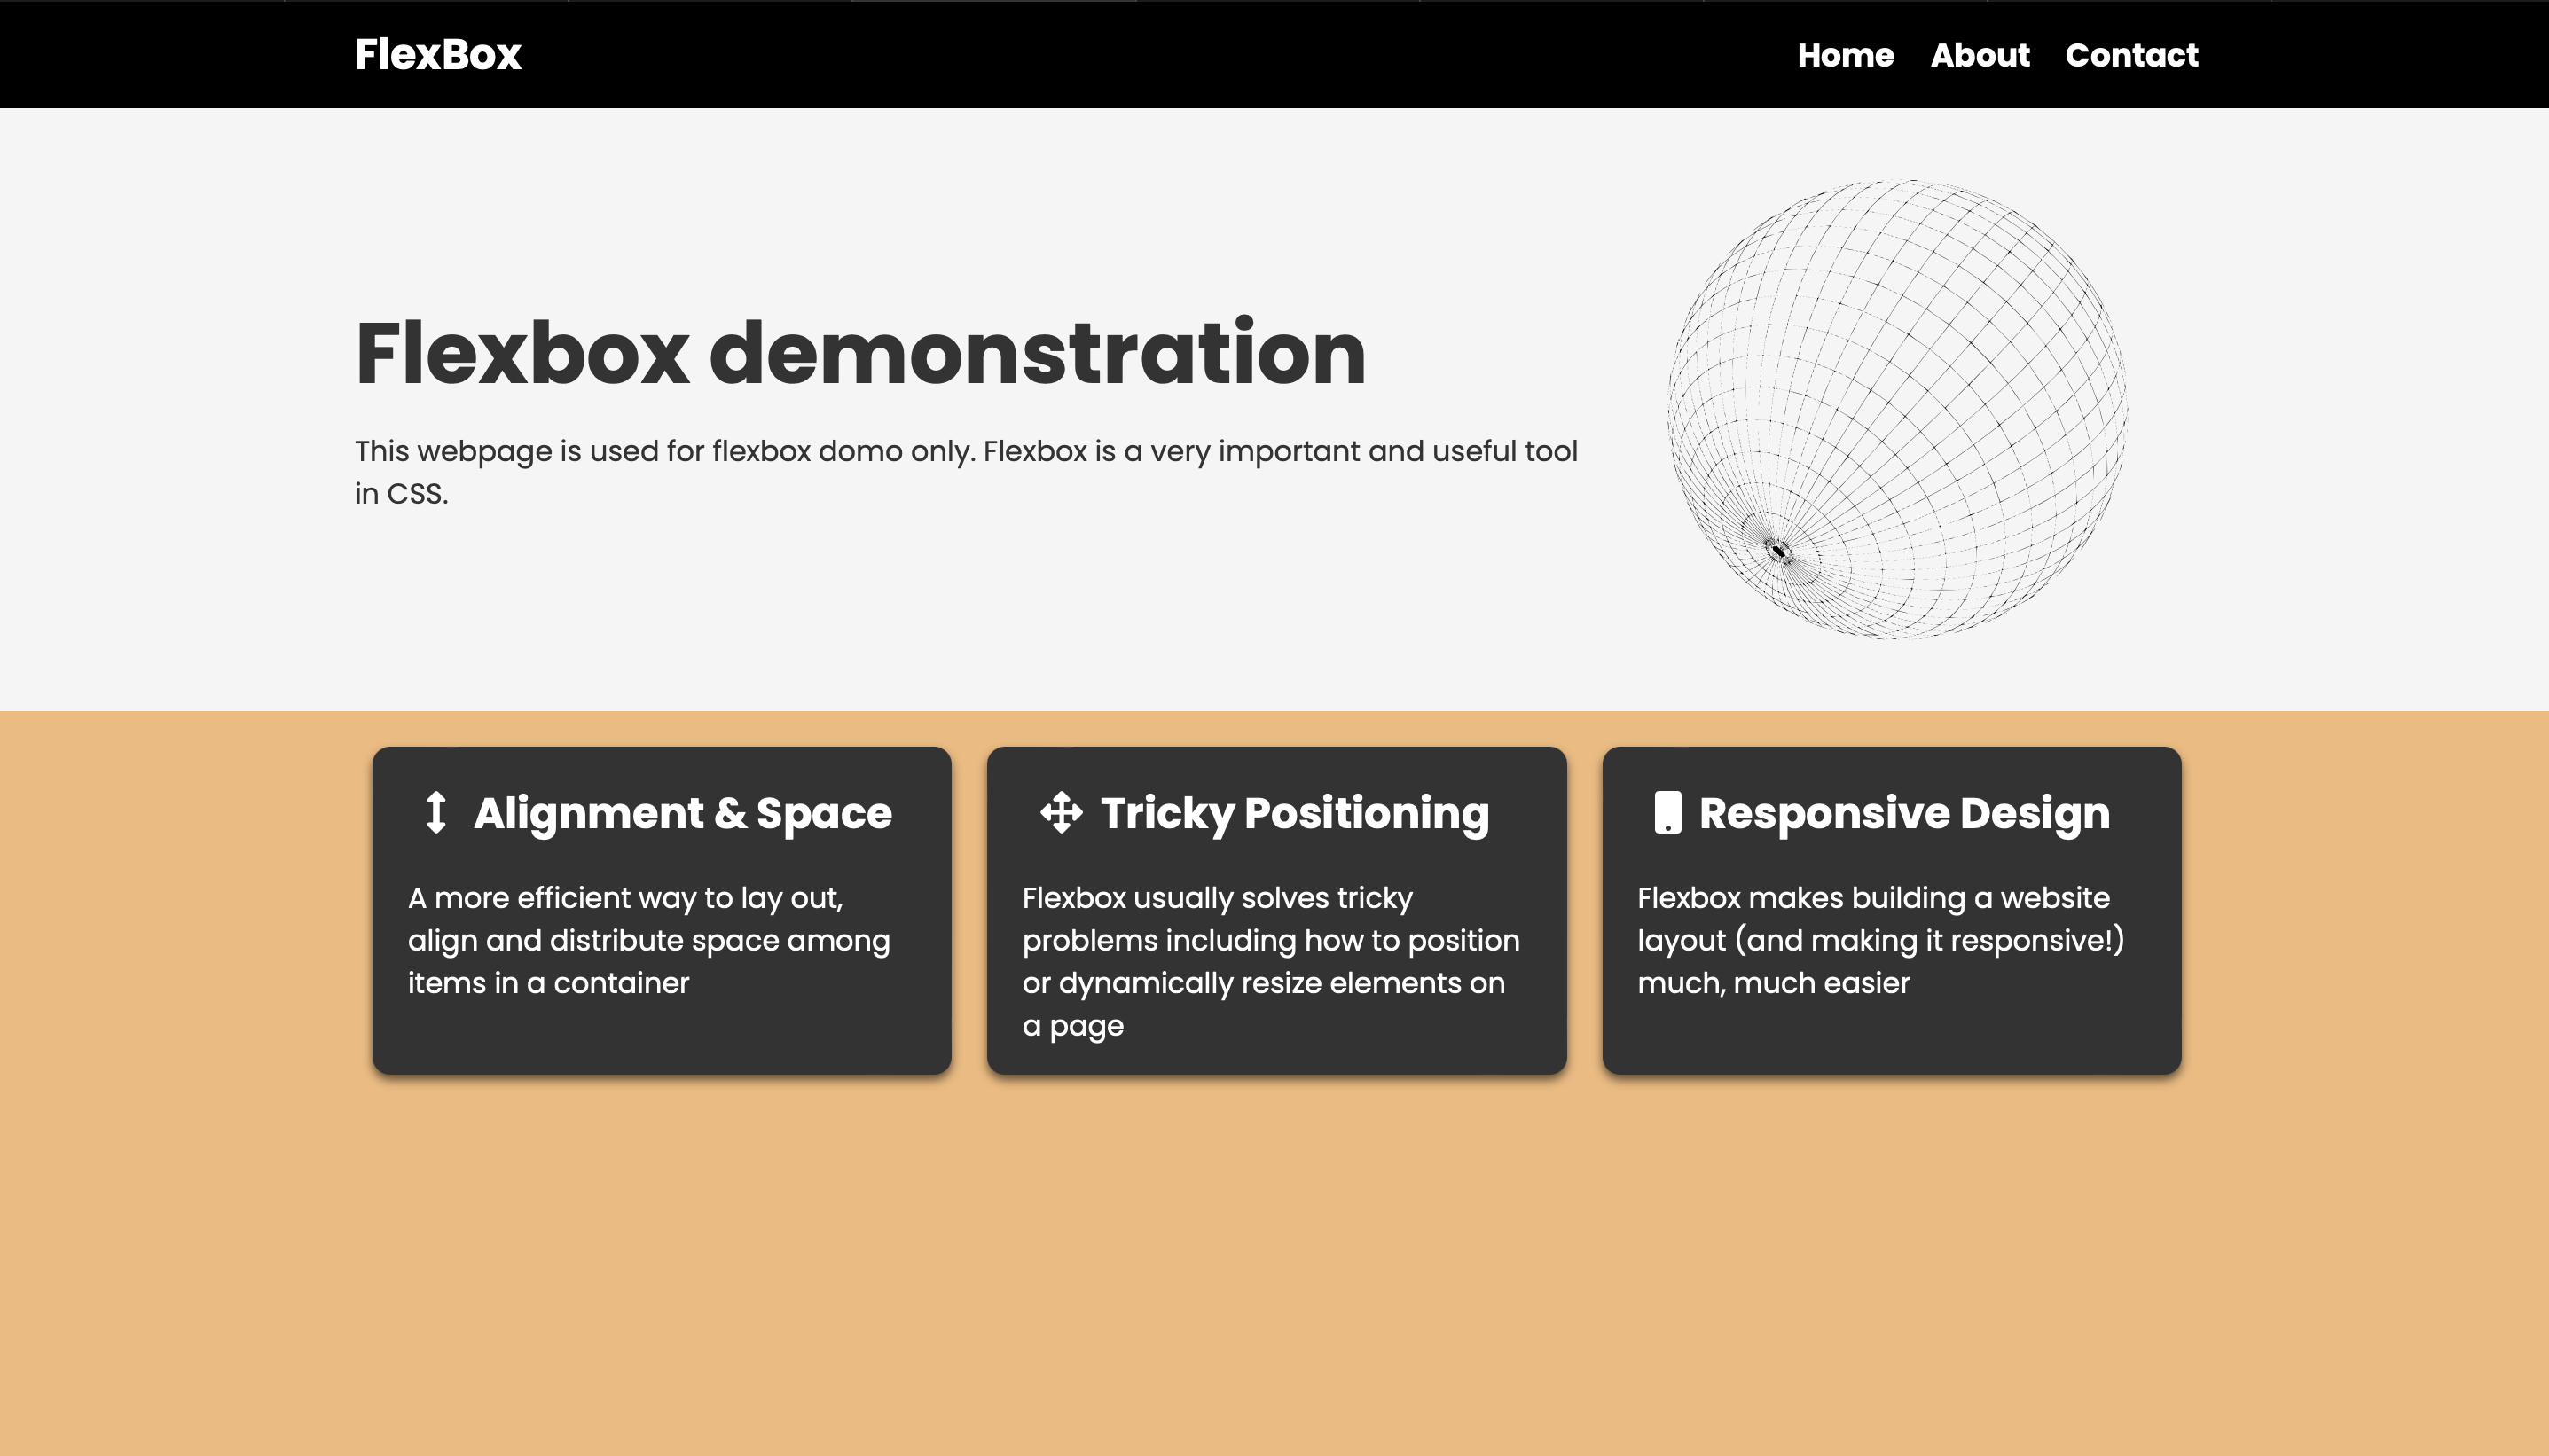 FlexBox
Home About Contact
Flexbox demonstration
This webpage is used for flexbox domo only. Flexbox is a very important and useful tool
in CSS.
Alignment & Space
A more efficient way to lay out,
align and distribute space among
items in a container
Tricky Positioning
Flexbox usually solves tricky
problems including how to position
or dynamically resize elements on
a page
Responsive Design
Flexbox makes building a website
layout (and making it responsive!)
much, much easier